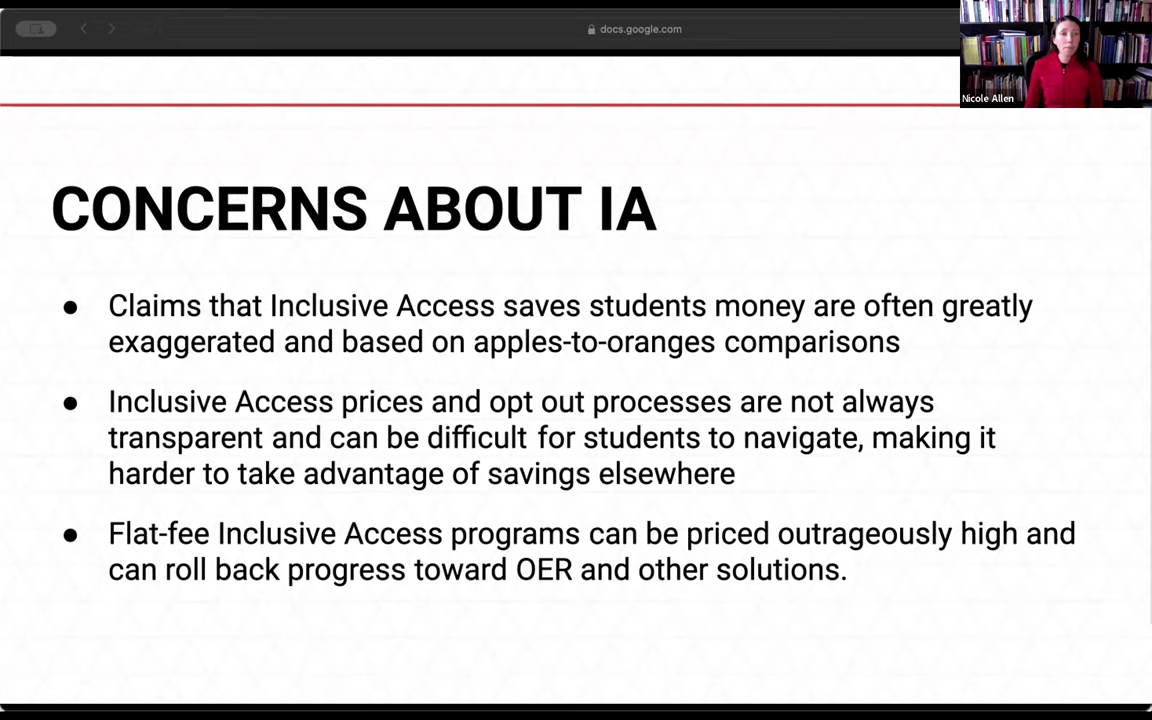 docs.google.com
Nicole Allen
CONCERNS ABOUT IA
● Claims that Inclusive Access saves students money are often greatly
exaggerated and based on apples-to-oranges comparisons
● Inclusive Access prices and opt out processes are not always
transparent and can be difficult for students to navigate, making it
harder to take advantage of savings elsewhere
● Flat-fee Inclusive Access programs can be priced outrageously high and
can roll back progress toward OER and other solutions.